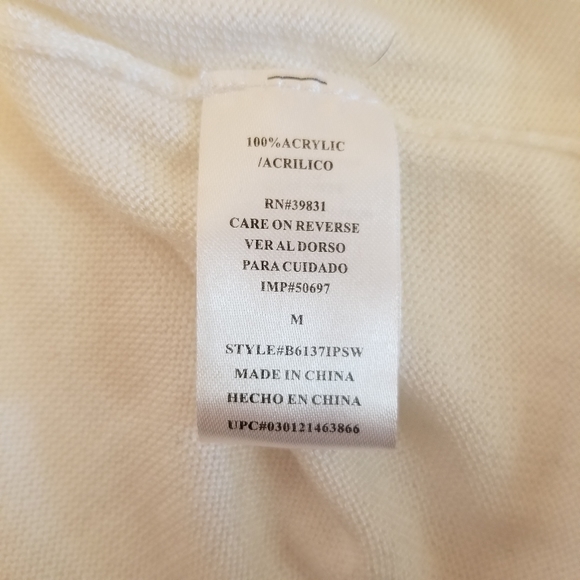 100%ACRYLIC
/ACRILICO
RN#39831
CARE ON REVERSE
VER AL DORSO
PARA CUIDADO
IMP#50697
M
STYLE#B6137IPSW
MADE IN CHINA
HECHO EN CHINA
UPC#030121463866